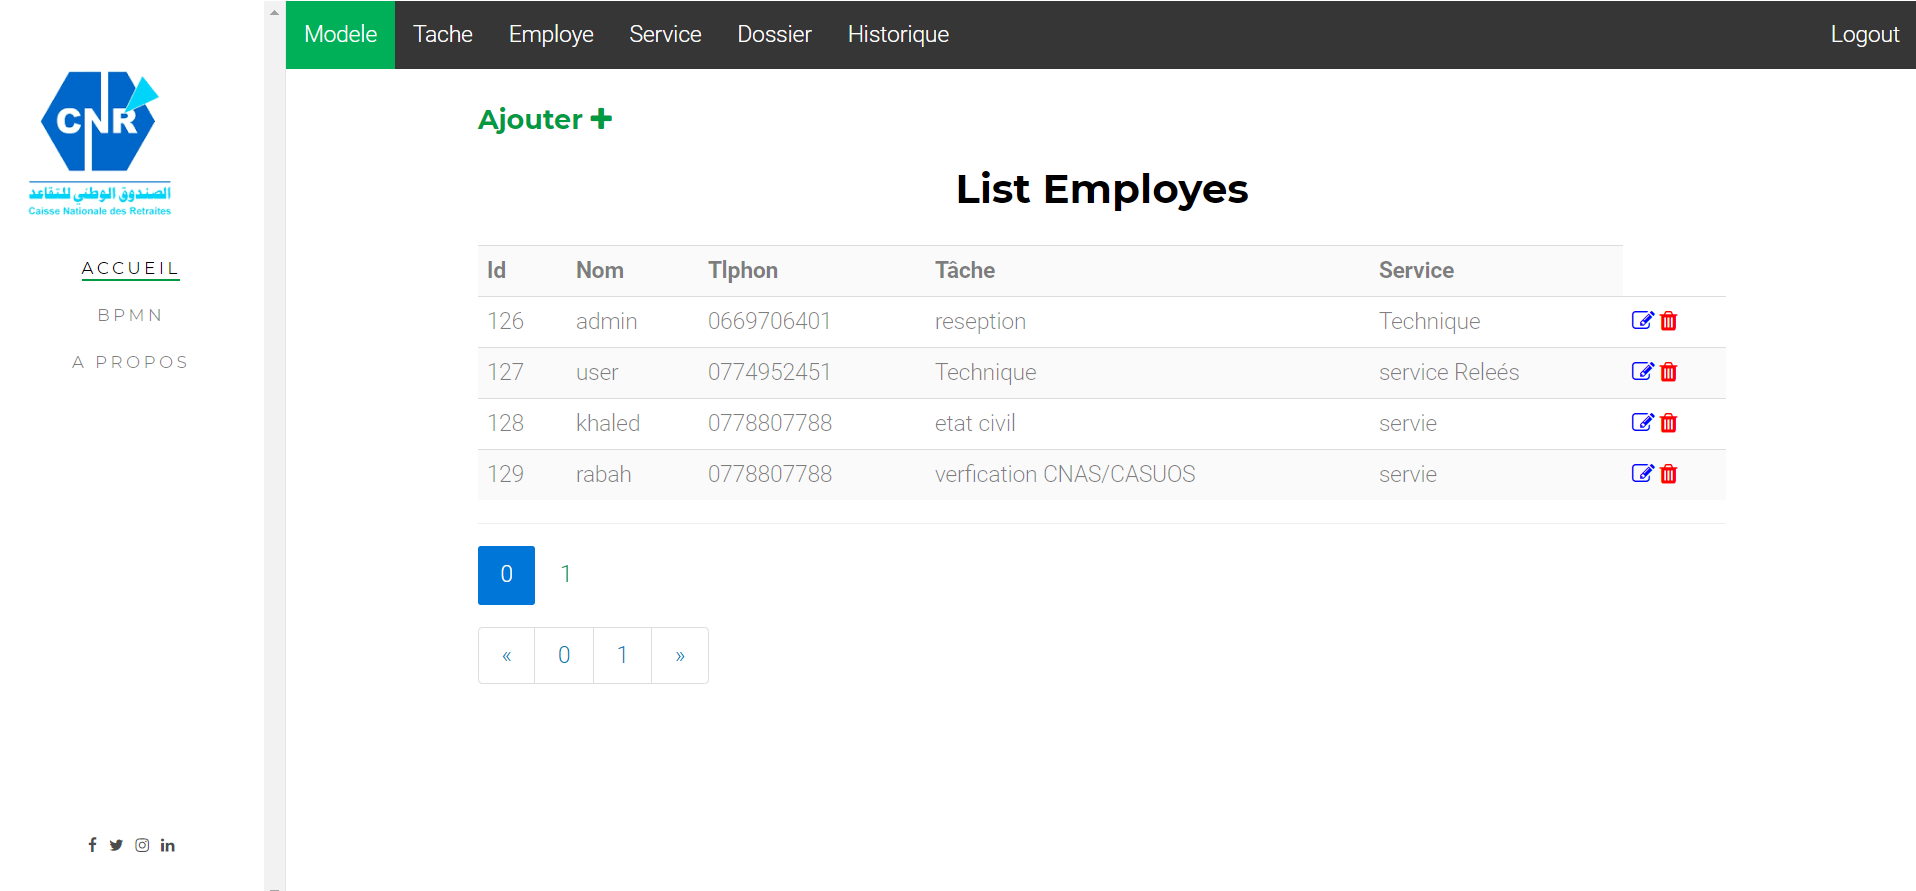 CNR
الصندوق الوطني للتقاعد
Caisse Nationale des Retraites
ACCUEIL
BPMN
A PROPOS
Modele Tache Employe Service Dossier Historique Logout
Ajouter
List Employes
Id Nom Tlphon Tâche Service
126 admin 0669706401 reseption Technique
127 user 0774952451 Technique service Releés
128 khaled 0778807788 etat civil servie
129 rabah 0778807788 verfication CNAS/CASUOS servie
0 1
« 0 1 »